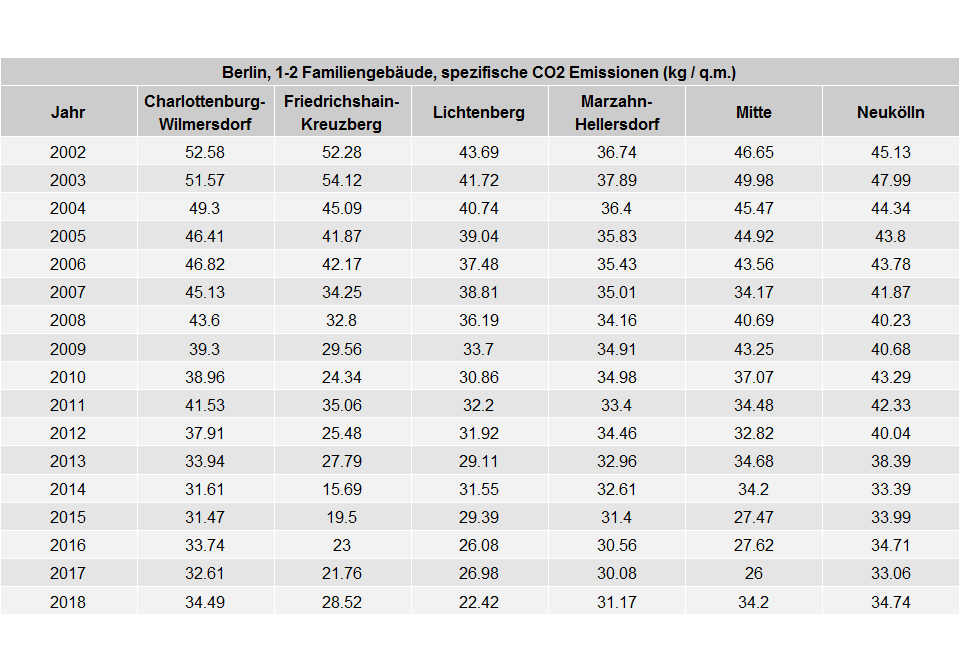 Berlin, 1-2 Familiengebäude, spezifische CO2 Emissionen (kg / q.m.)
Jahr Charlottenburg-Wilmersdorf Friedrichshain-Kreuzberg Lichtenberg Marzahn-Hellersdorf Mitte Neukölln
2002 52.58 52.28 43.69 36.74 46.65 45.13
2003 51.57 54.12 41.72 37.89 49.98 47.99
2004 49.3 45.09 40.74 36.4 45.47 44.34
2005 46.41 41.87 39.04 35.83 44.92 43.8
2006 46.82 42.17 37.48 35.43 43.56 43.78
2007 45.13 34.25 38.81 35.01 34.17 41.87
2008 43.6 32.8 36.19 34.16 40.69 40.23
2009 39.3 29.56 33.7 34.91 43.25 40.68
2010 38.96 24.34 30.86 34.98 37.07 43.29
2011 41.53 35.06 32.2 33.4 34.48 42.33
2012 37.91 25.48 31.92 34.46 32.82 40.04
2013 33.94 27.79 29.11 32.96 34.68 38.39
2014 31.61 15.69 31.55 32.61 34.2 33.39
2015 31.47 19.5 29.39 31.4 27.47 33.99
2016 33.74 23 26.08 30.56 27.62 34.71
2017 32.61 21.76 26.98 30.08 26 33.06
2018 34.49 28.52 22.42 31.17 34.2 34.74